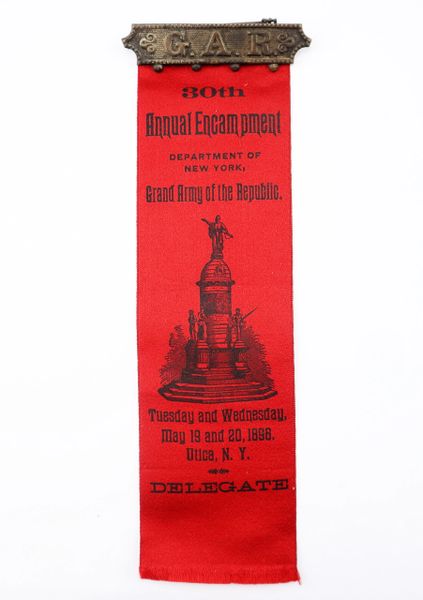 G.A.R.
30th
Annual Encampment
DEPARTMENT OF
NEW YORK,
Grand Army of the Republic.
Tuesday and Wednesday,
May 19 and 20, 1896.
Utica, N. Y.
DELEGATE